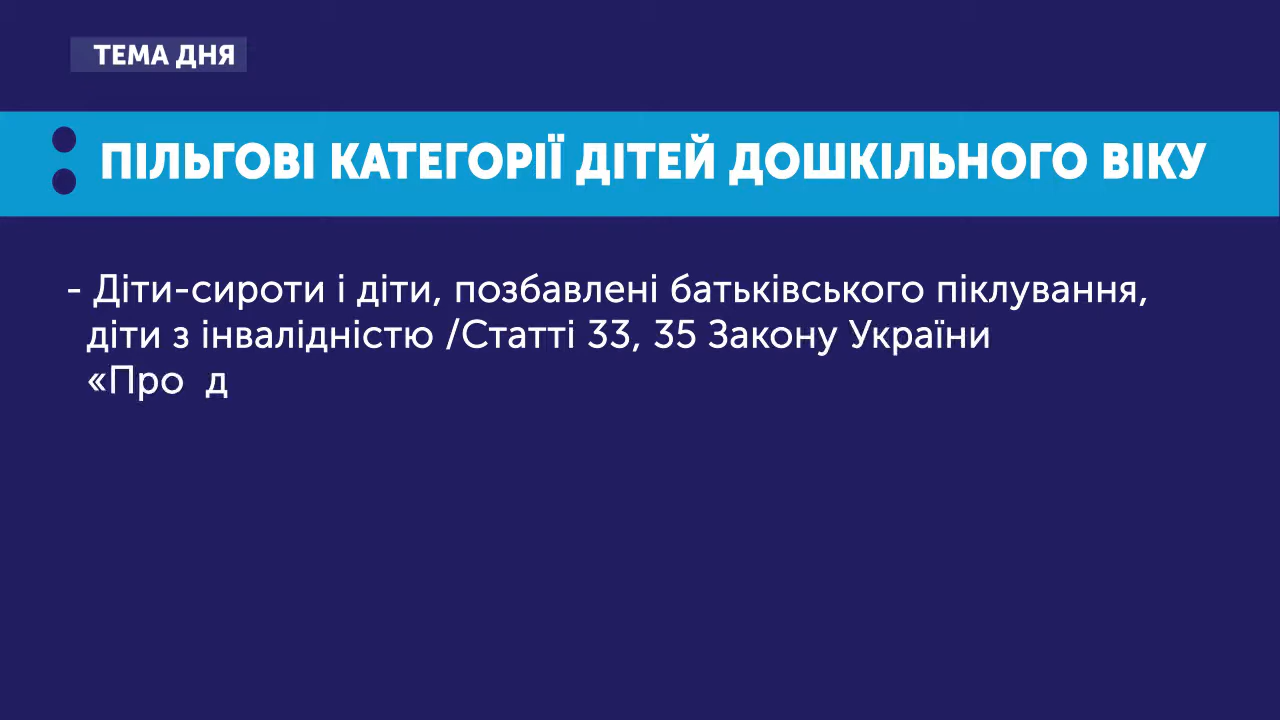 ТЕМА ДНЯ
ПІЛЬГОВІ КАТЕГОРІЇ ДІТЕЙ ДОШКІЛЬНОГО ВІКУ
- Діти-сироти і діти, позбавлені батьківського піклування,
діти з інвалідністю /Статті 33, 35 Закону України
«Про д